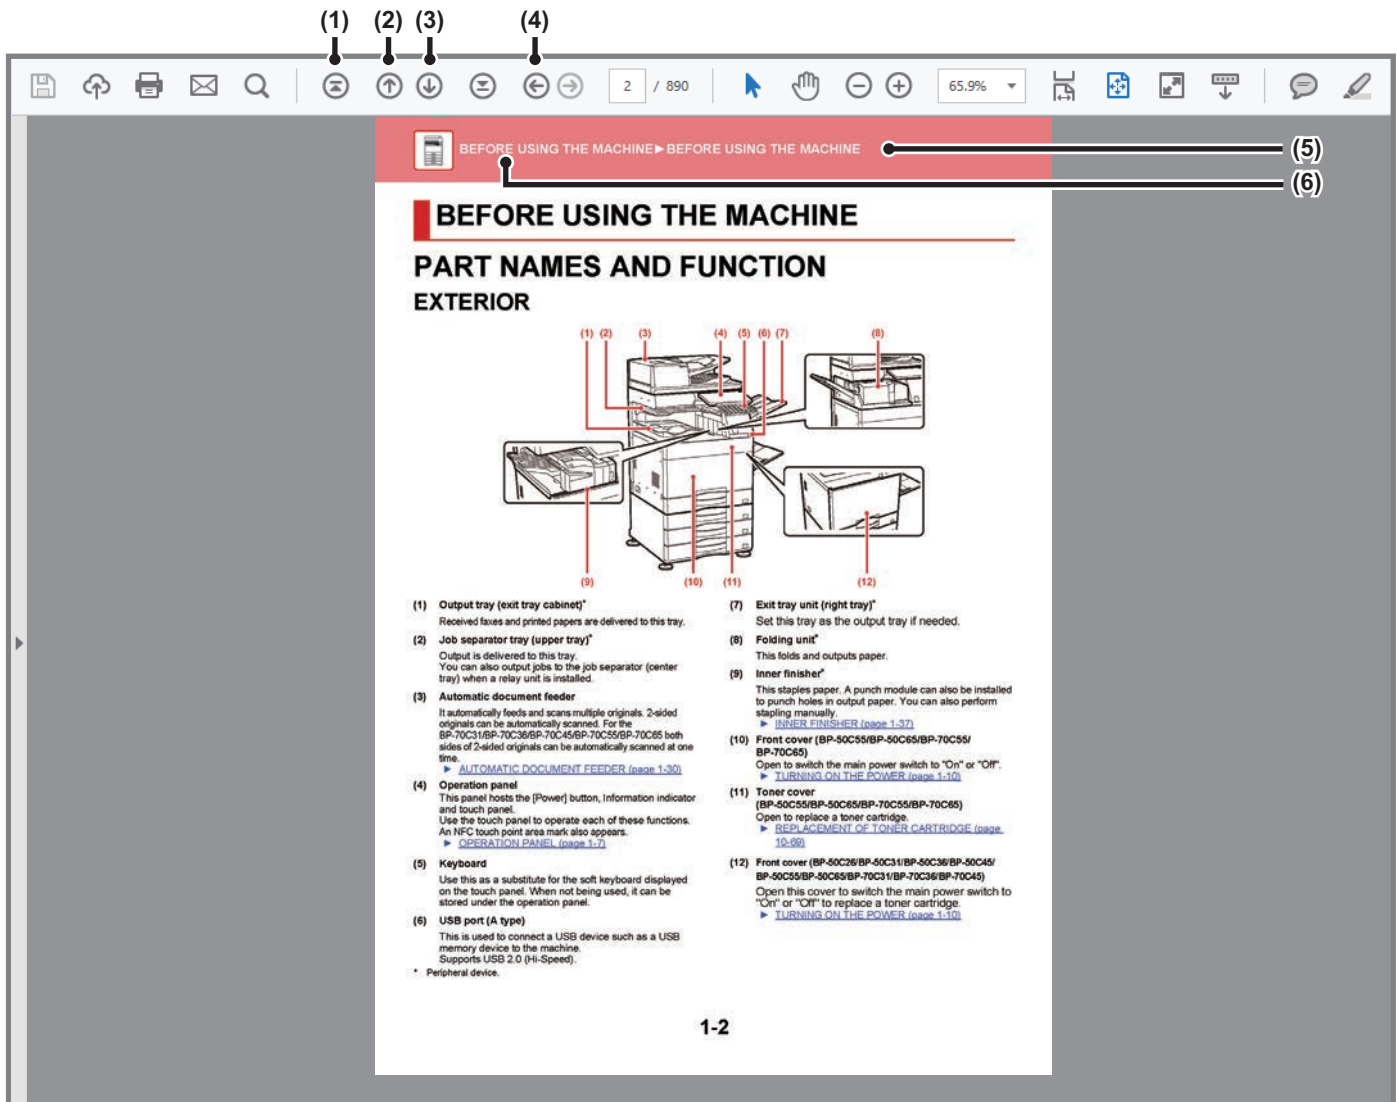 (1) (2) (3) (4)
2 / 890 65.9%
BEFORE USING THE MACHINE►BEFORE USING THE MACHINE
(5)
(6)
BEFORE USING THE MACHINE
PART NAMES AND FUNCTION
EXTERIOR
(1) (2) (3) (4) (5) (6) (7) (8)
(9) (10) (11) (12)
(1) Output tray (exit tray cabinet)*
Received faxes and printed papers are delivered to this tray.
(2) Job separator tray (upper tray)*
Output is delivered to this tray.
You can also output jobs to the job separator (center
tray) when a relay unit is installed.
(3) Automatic document feeder
It automatically feeds and scans multiple originals. 2-sided
originals can be automatically scanned. For the
BP-70C31/BP-70C36/BP-70C45/BP-70C55/BP-70C65 both
sides of 2-sided originals can be automatically scanned at one
time.
► AUTOMATIC DOCUMENT FEEDER (page 1-30)
(4) Operation panel
This panel hosts the [Power] button, Information indicator
and touch panel.
Use the touch panel to operate each of these functions.
An NFC touch point area mark also appears.
► OPERATION PANEL (page 1-7)
(5) Keyboard
Use this as a substitute for the soft keyboard displayed
on the touch panel. When not being used, it can be
stored under the operation panel.
(6) USB port (A type)
This is used to connect a USB device such as a USB
memory device to the machine.
Supports USB 2.0 (Hi-Speed).
* Peripheral device.
(7) Exit tray unit (right tray)*
Set this tray as the output tray if needed.
(8) Folding unit*
This folds and outputs paper.
(9) Inner finisher*
This staples paper. A punch module can also be installed
to punch holes in output paper. You can also perform
stapling manually.
► INNER FINISHER (page 1-37)
(10) Front cover (BP-50C55/BP-50C65/BP-70C55/
BP-70C65)
Open to switch the main power switch to "On" or "Off".
► TURNING ON THE POWER (page 1-10)
(11) Toner cover
(BP-50C55/BP-50C65/BP-70C55/BP-70C65)
Open to replace a toner cartridge.
► REPLACEMENT OF TONER CARTRIDGE (page
10-69)
(12) Front cover (BP-50C26/BP-50C31/BP-50C36/BP-50C45/
BP-50C55/BP-50C65/BP-70C31/BP-70C36/BP-70C45)
Open this cover to switch the main power switch to
"On" or "Off" to replace a toner cartridge.
► TURNING ON THE POWER (page 1-10)
1-2